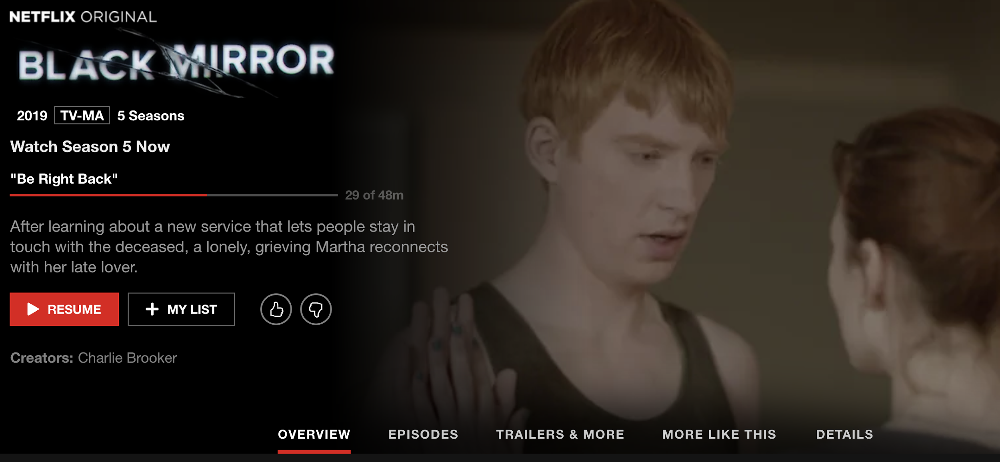 NETFLIX ORIGINAL
BLACK MIRROR
2019 TV-MA 5 Seasons
Watch Season 5 Now
"Be Right Back"
29 of 48m
After learning about a new service that lets people stay in
touch with the deceased, a lonely, grieving Martha reconnects
with her late lover.
RESUME MY LIST
Creators: Charlie Brooker
OVERVIEW EPISODES TRAILERS & MORE MORE LIKE THIS DETAILS